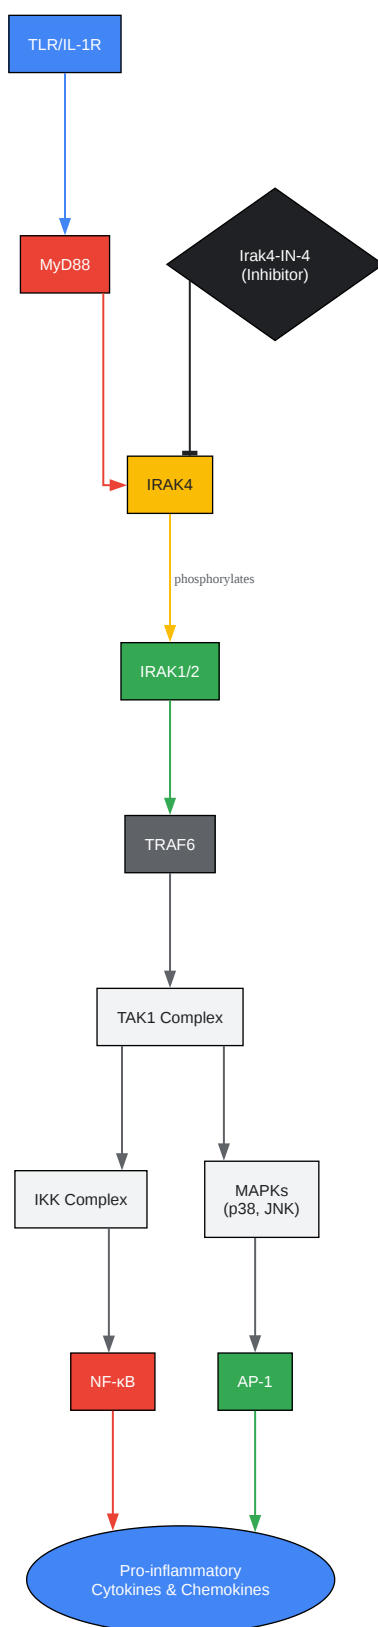 TLR/IL-1R
MyD88
Irak4-IN-4
(Inhibitor)
IRAK4
phosphorylates
IRAK1/2
TRAF6
TAK1 Complex
IKK Complex
MAPKs
(p38, JNK)
NF-κB
AP-1
Pro-inflammatory
Cytokines & Chemokines